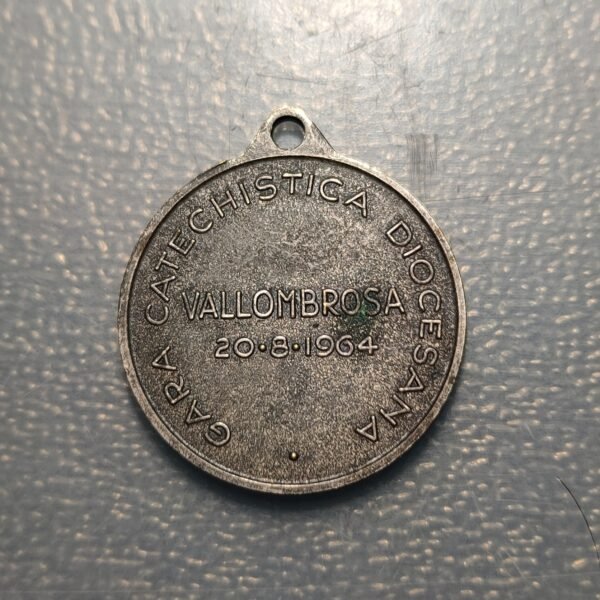 GARA CATECHISTICA DIOCESANA
VALLOMBROSA
20•8•1964